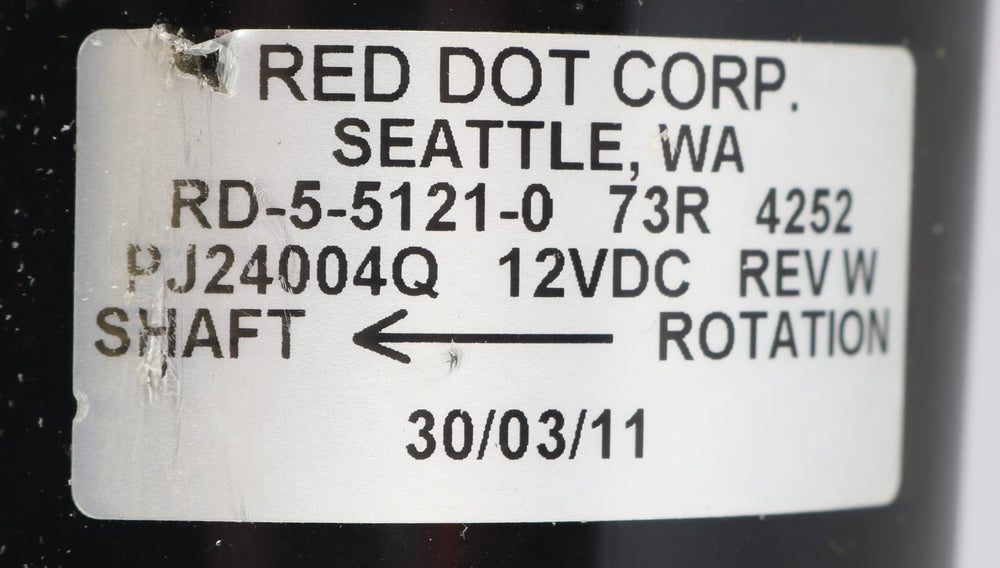 RED DOT CORP.
SEATTLE, WA
RD-5-5121-0 73R 4252
PJ24004Q 12VDC REV W
SHAFT ← ROTATION
30/03/11